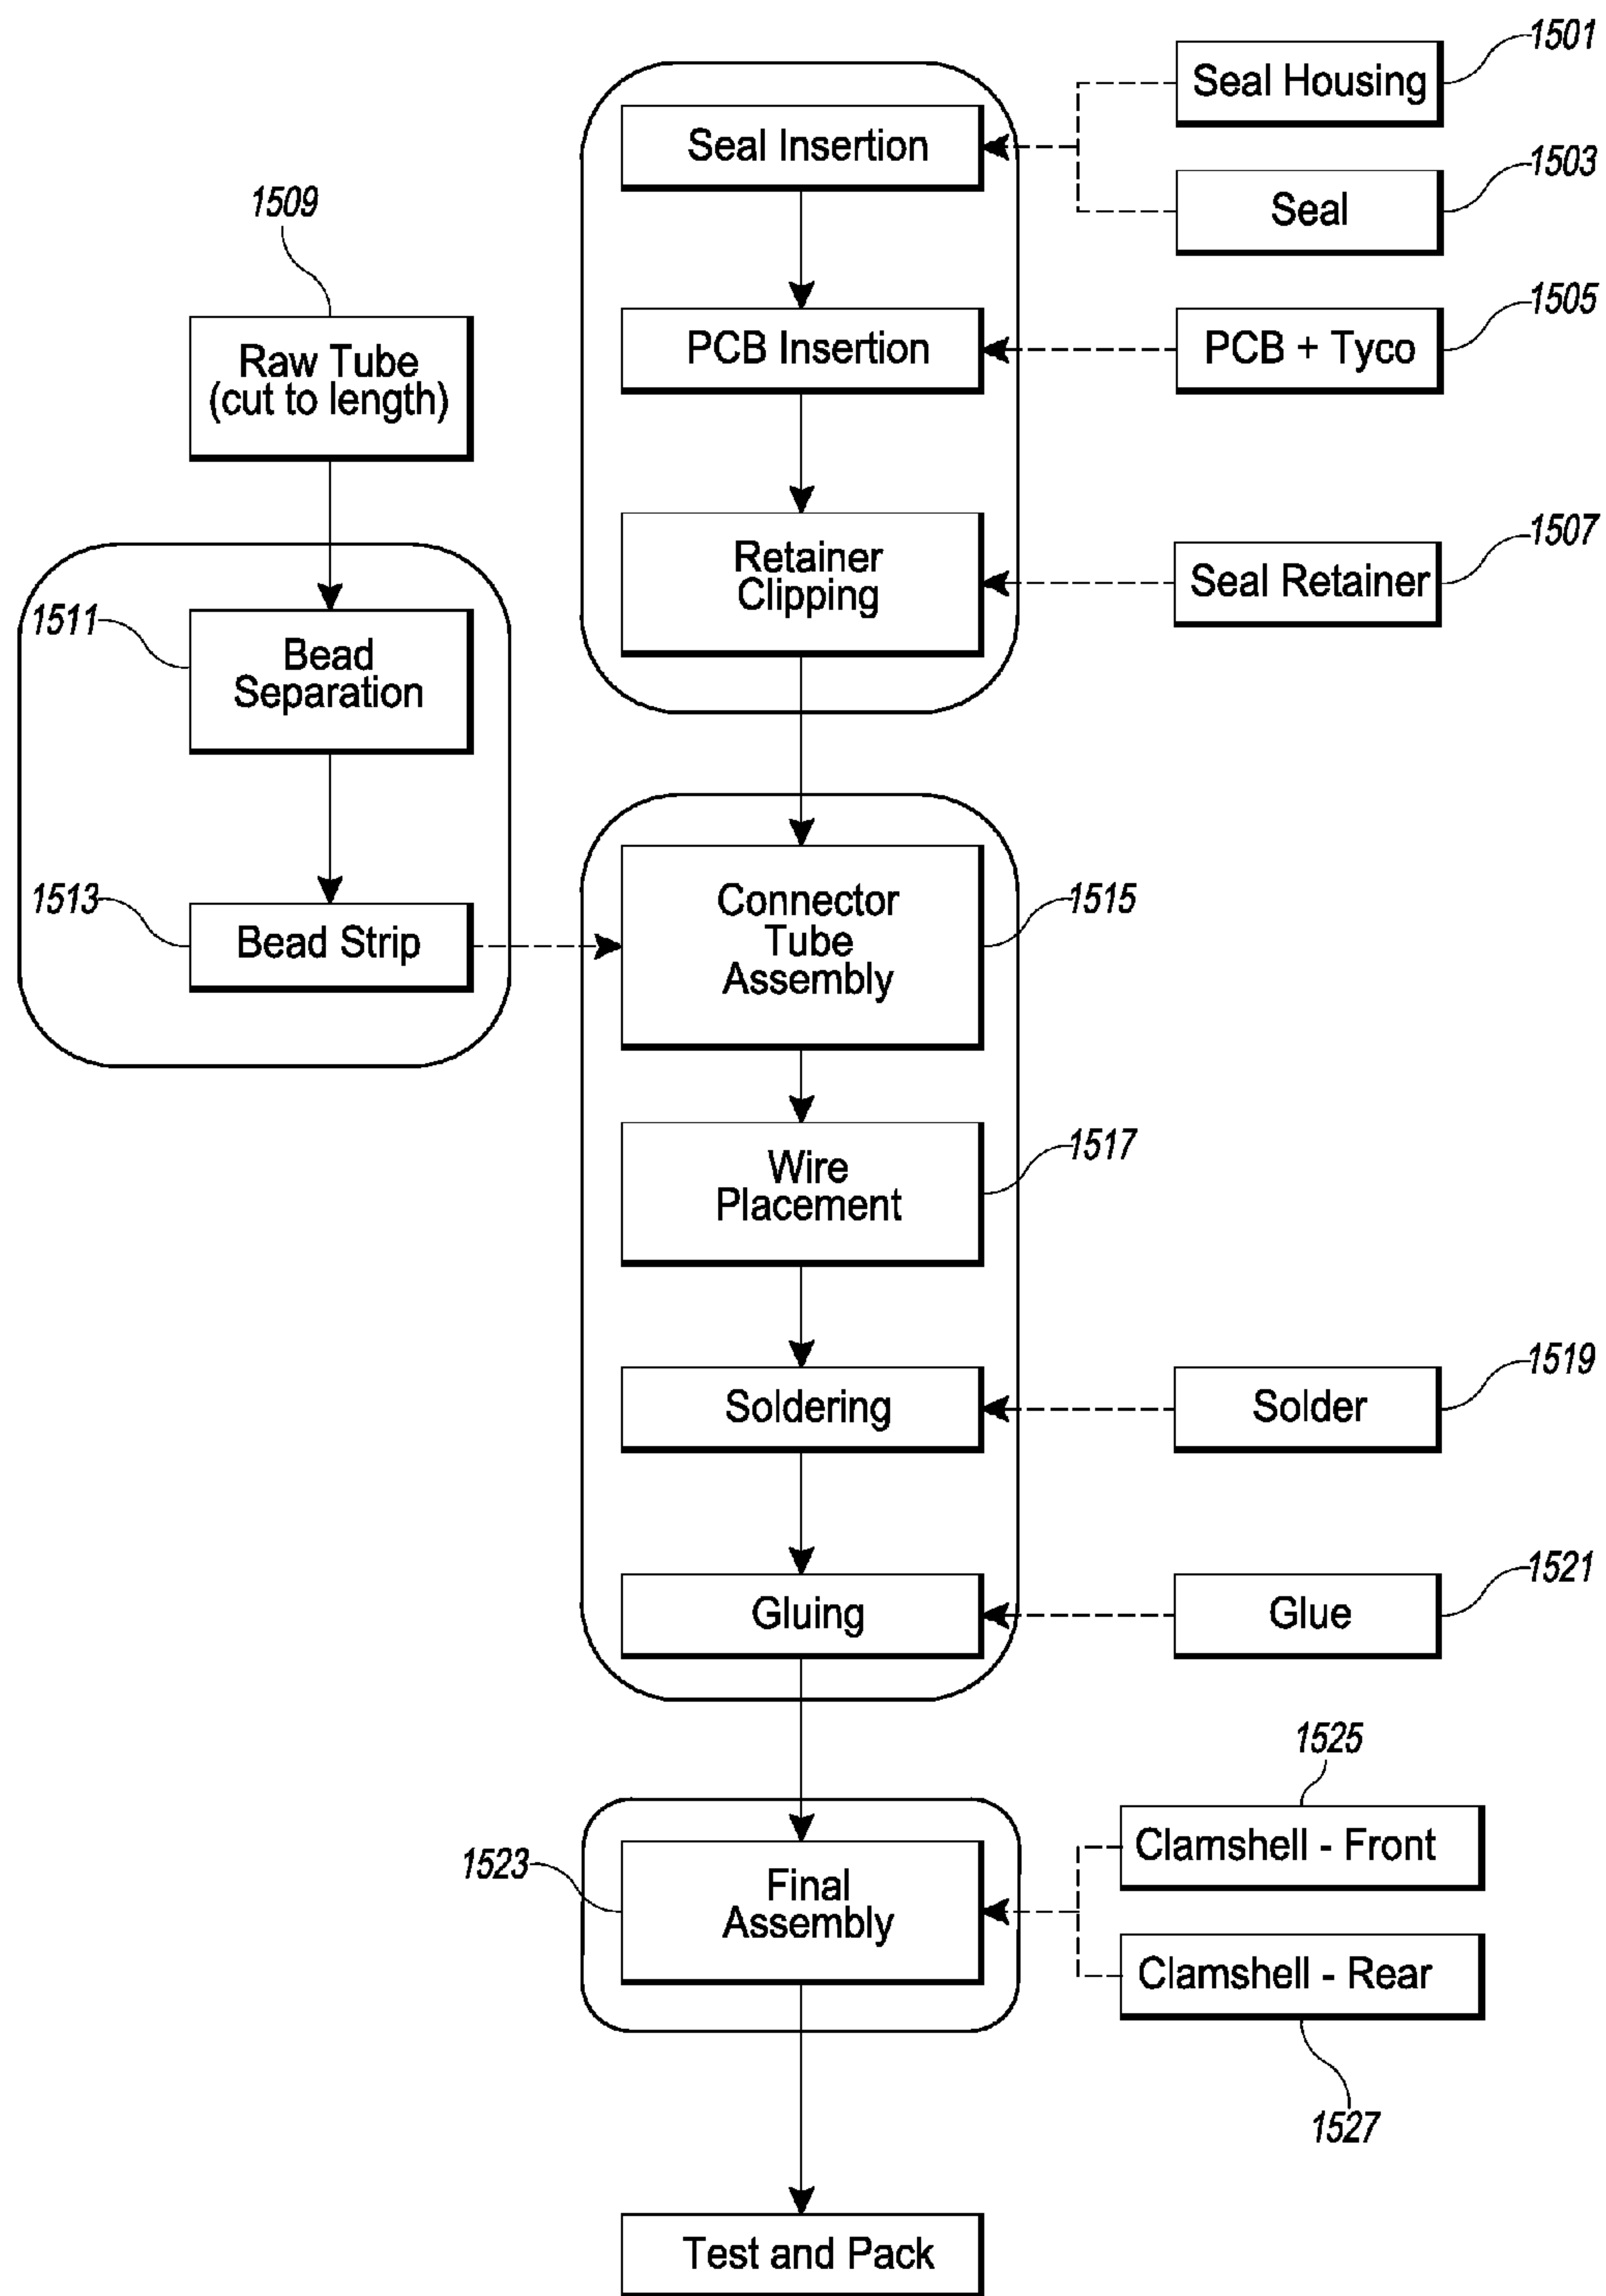 1501
Seal Housing
Seal Insertion
1503
Seal
1509
1505
Raw Tube
(cut to length)
PCB Insertion
PCB + Tyco
1507
Retainer
Clipping
Seal Retainer
1511
Bead
Separation
1513
Bead Strip
Connector
Tube
Assembly
1515
Wire
Placement
1517
1519
Soldering
Solder
1521
Gluing
Glue
1525
Clamshell - Front
1523
Final
Assembly
Clamshell - Rear
1527
Test and Pack